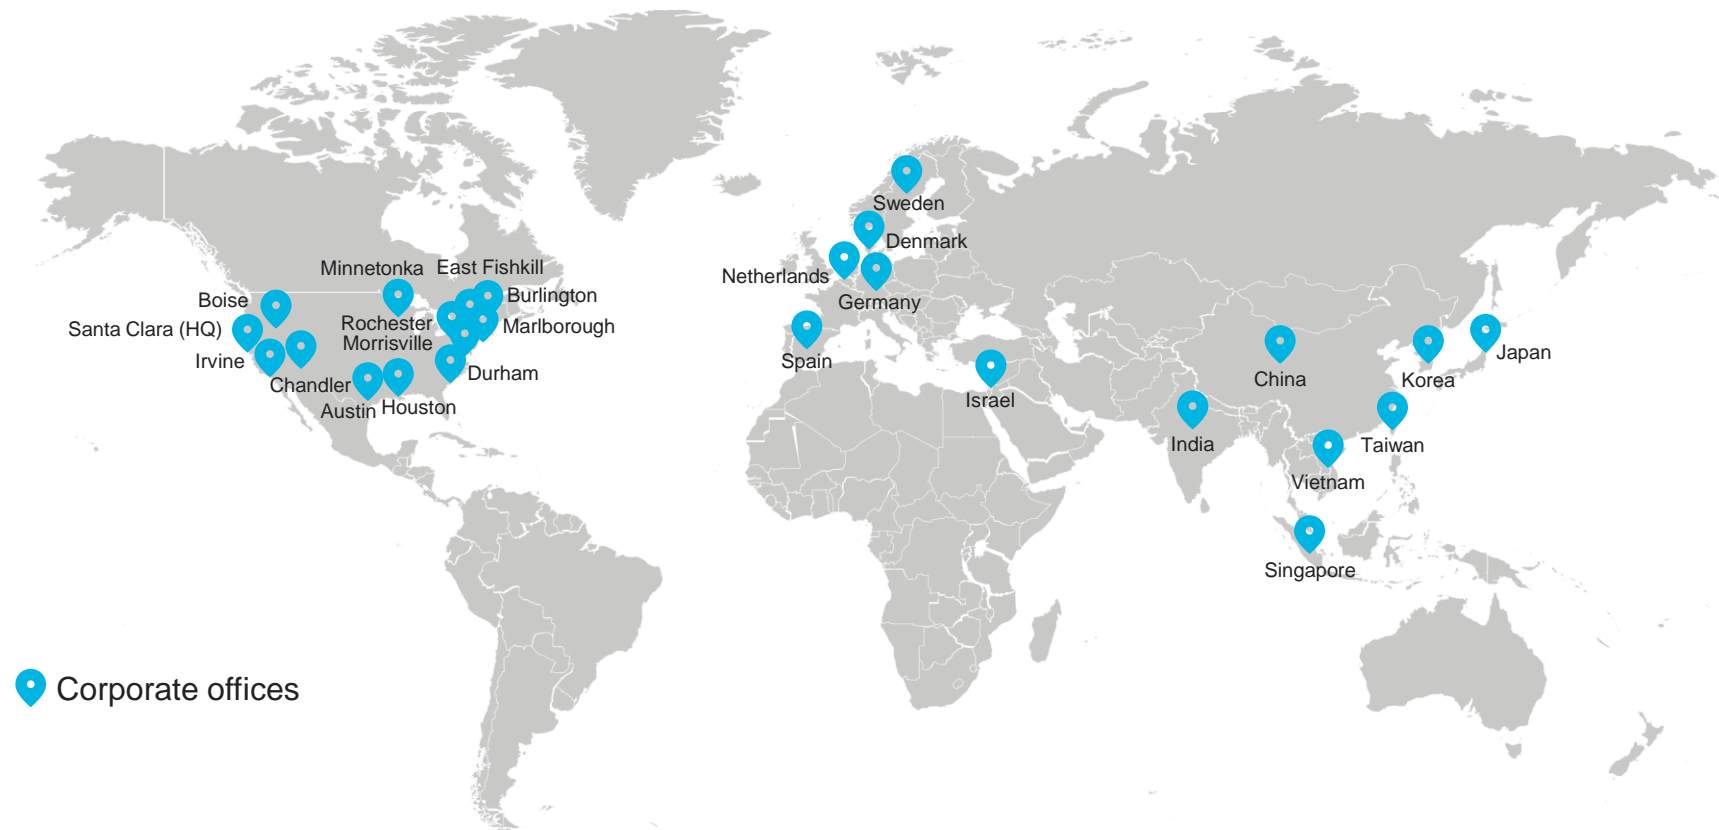 Sweden
Denmark
Netherlands
Germany
Minnetonka
East Fishkill
Boise
Burlington
Santa Clara (HQ)
Rochester
Marlborough
Morrisville
Irvine
Chandler
Durham
Austin
Houston
Spain
Israel
China
Korea
Japan
India
Taiwan
Vietnam
Singapore
Corporate offices